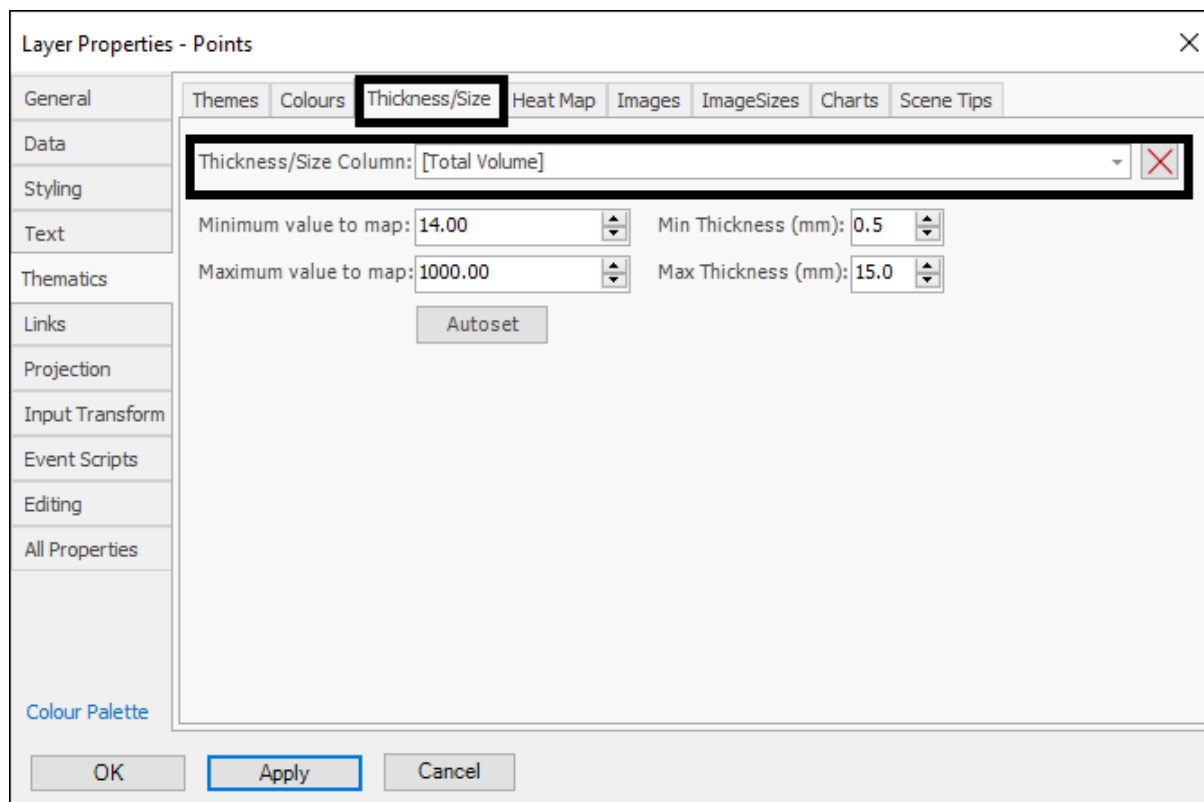 Layer Properties - Points
General
Data
Styling
Text
Thematics
Links
Projection
Input Transform
Event Scripts
Editing
All Properties
Colour Palette
Themes Colours Thickness/Size Heat Map Images ImageSizes Charts Scene Tips
Thickness/Size Column: [Total Volume]
Minimum value to map: 14.00 Min Thickness (mm): 0.5
Maximum value to map: 1000.00 Max Thickness (mm): 15.0
Autoset
OK Apply Cancel